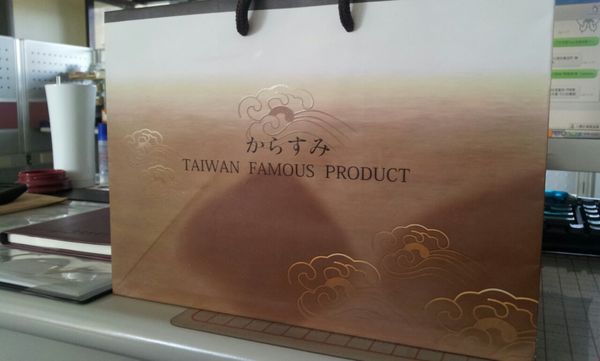 からすみ
TAIWAN FAMOUS PRODUCT